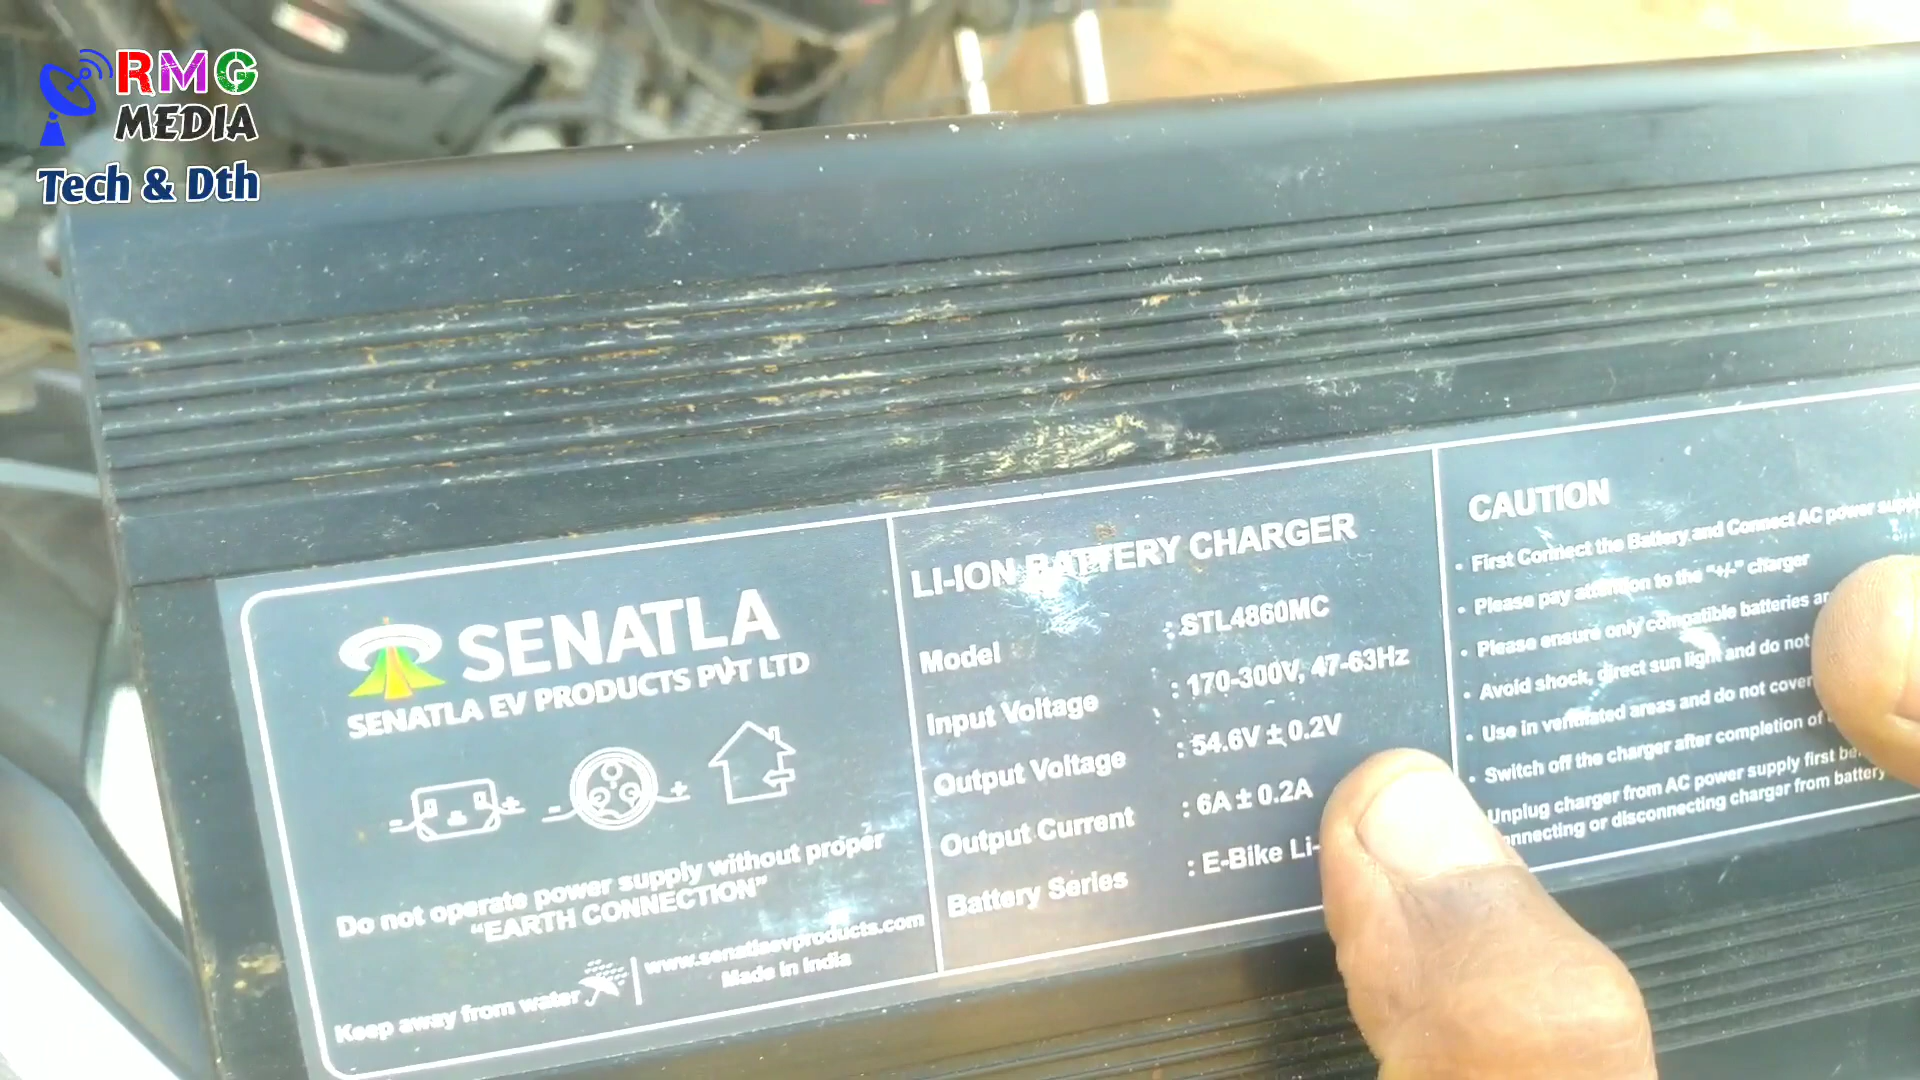 RMG
MEDIA
Tech & Dth
SENATLA
SENATLA EV PRODUCTS PVT LTD
- +
- +
Do not operate power supply without proper
“EARTH CONNECTION”
Keep away from water
www.senatlaevproducts.com
Made in India
LI-ION BATTERY CHARGER
Model : STL4860MC
Input Voltage : 170-300V, 47-63Hz
Output Voltage : 54.6V ± 0.2V
Output Current : 6A ± 0.2A
Battery Series : E-Bike Li-
CAUTION
• First Connect the Battery and Connect AC power
• Please pay attention to the "+/-" charger
• Please ensure only compatible batteries
• Avoid shock, direct sun light and do not
• Use in ventilated areas and do not cover
• Switch off the charger after completion of
Unplug charger from AC power supply first
or disconnecting charger from battery